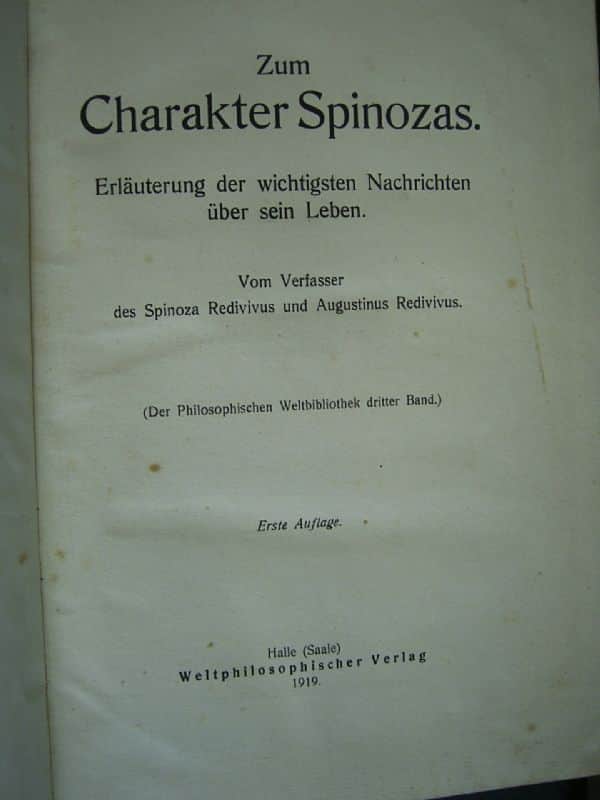 Zum
Charakter Spinozas.
Erläuterung der wichtigsten Nachrichten
über sein Leben.
Vom Verfasser
des Spinoza Redivivus und Augustinus Redivivus.
(Der Philosophischen Weltbibliothek dritter Band.)
Erste Auflage.
Halle (Saale)
Weltphilosophischer Verlag
1919.